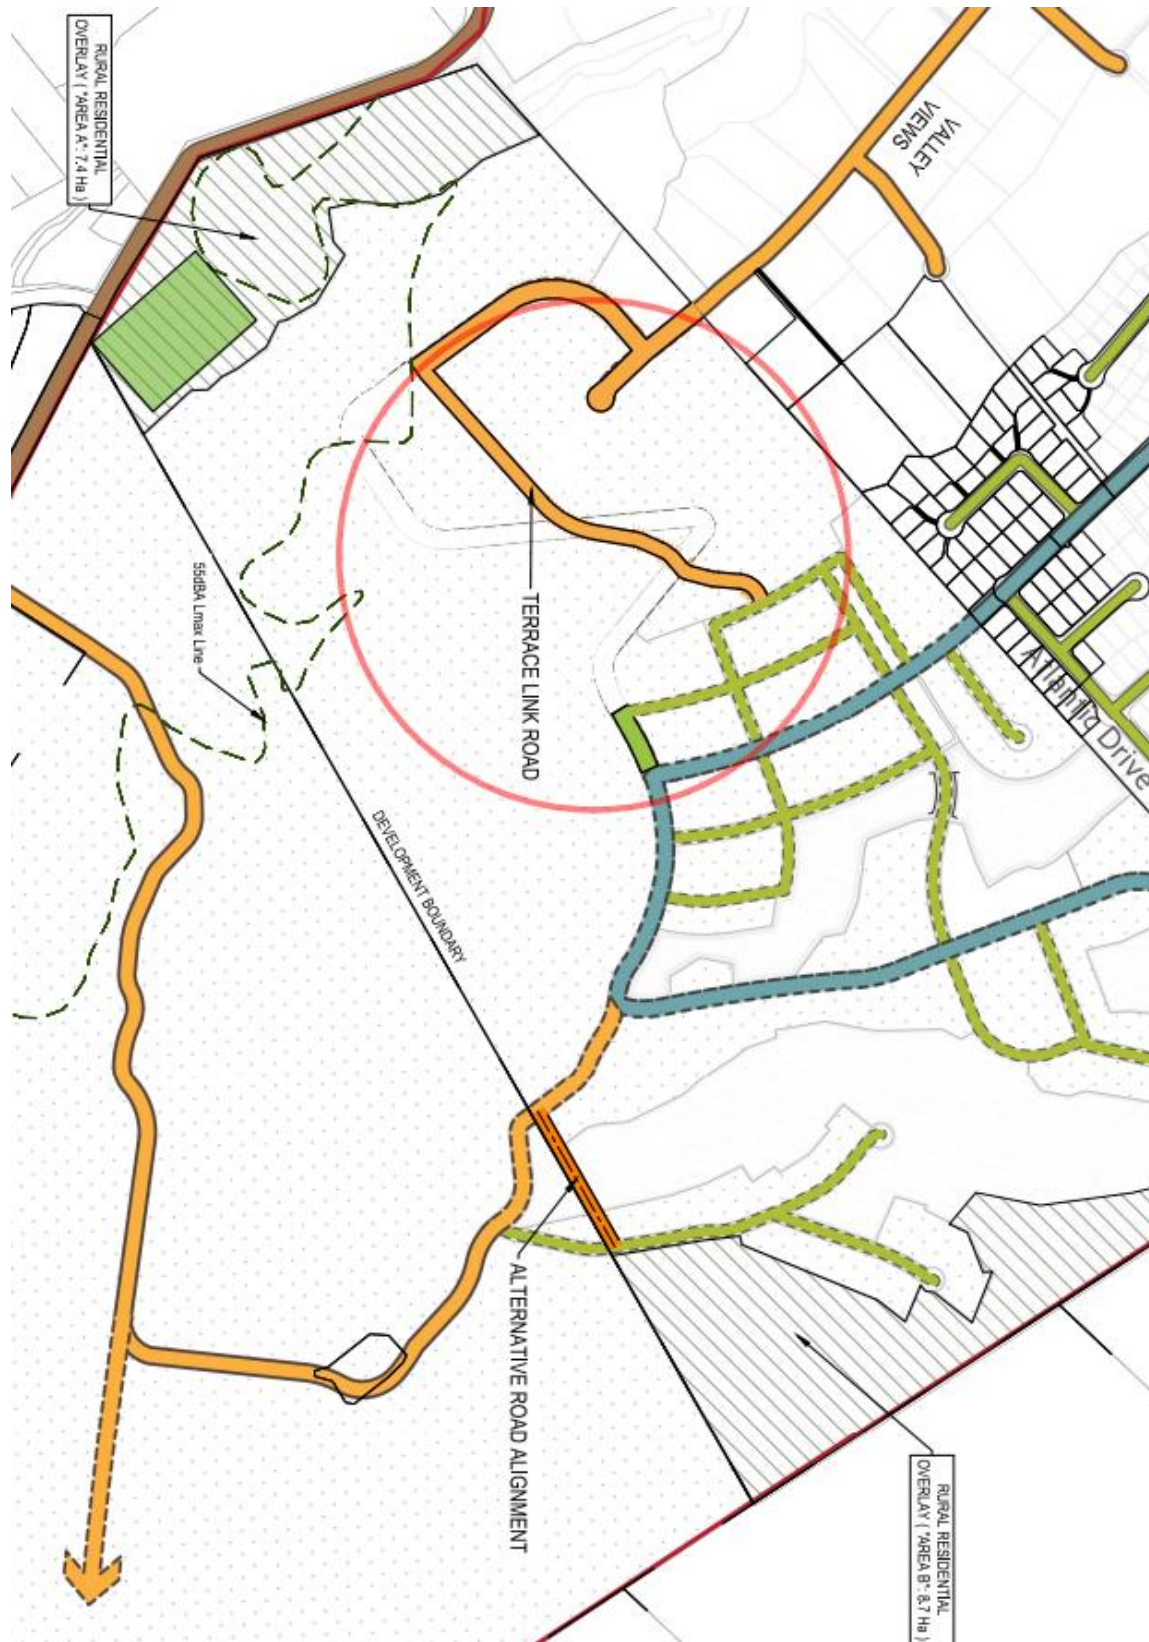 RURAL RESIDENTIAL
OVERLAY ( "AREA A": 7.4 Ha )
VALLEY
VIEWS
TERRACE LINK ROAD
Atlantic Drive
55dBA Lmax Line
DEVELOPMENT BOUNDARY
ALTERNATIVE ROAD ALIGNMENT
RURAL RESIDENTIAL
OVERLAY ( "AREA B": 8.7 Ha )